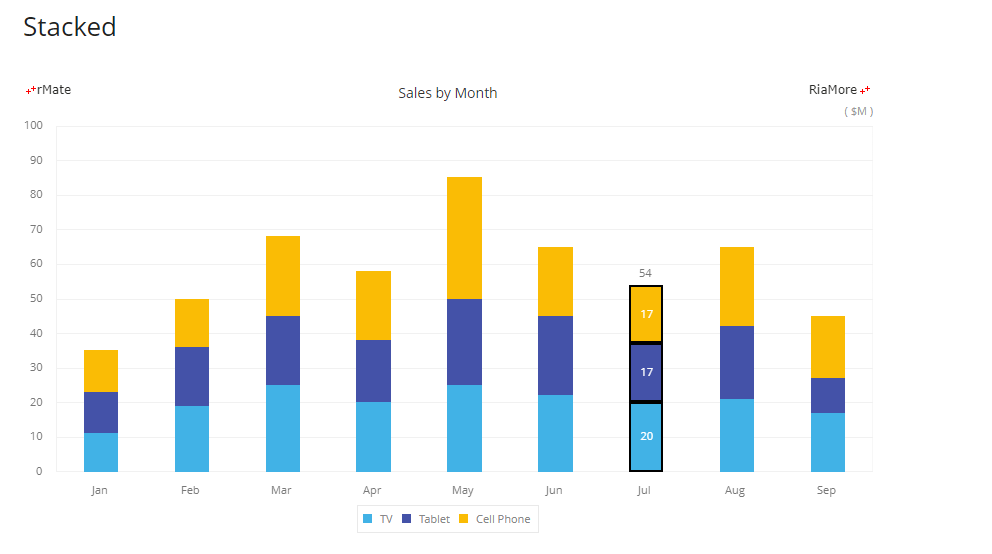 Stacked
rMate
Sales by Month
RiaMore
( $M )
100
90
80
70
60
50
40
30
20
10
0
54
17
17
20
Jan Feb Mar Apr May Jun Jul Aug Sep
TV Tablet Cell Phone